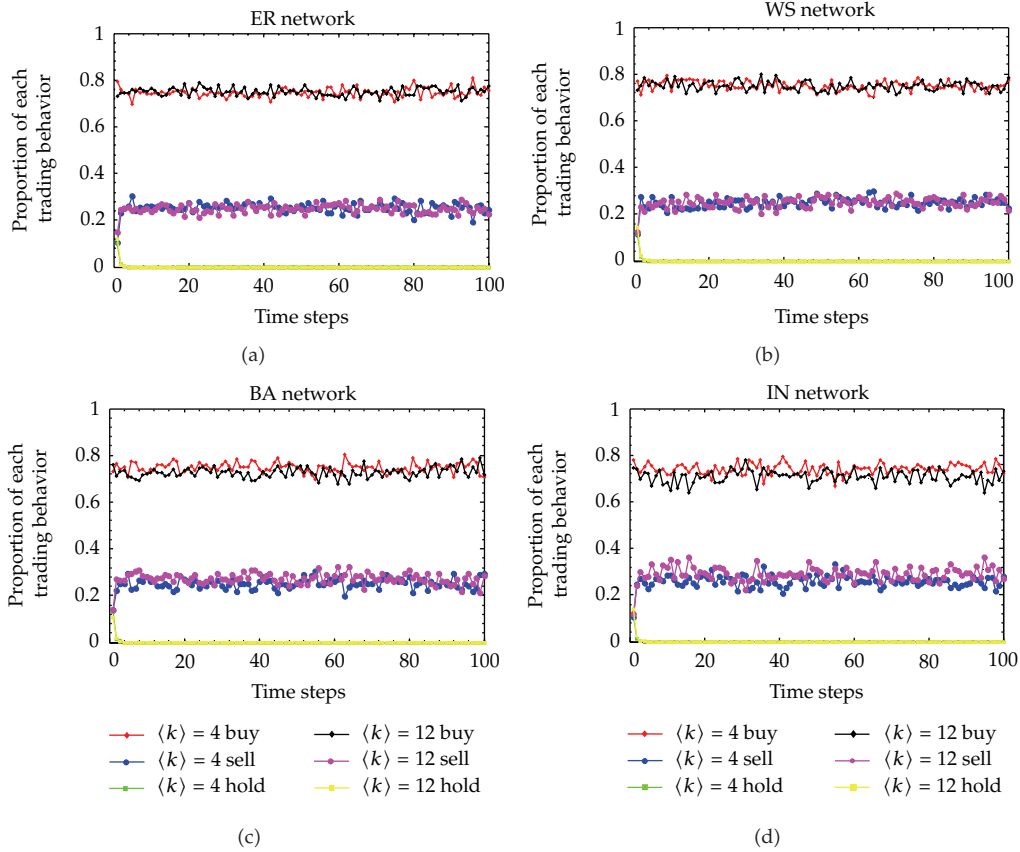 ER network
Proportion of each
trading behavior
1
0.8
0.6
0.4
0.2
0
0 20 40 60 80 100
Time steps
(a)
WS network
Proportion of each
trading behavior
1
0.8
0.6
0.4
0.2
0
0 20 40 60 80 100
Time steps
(b)
BA network
Proportion of each
trading behavior
1
0.8
0.6
0.4
0.2
0
0 20 40 60 80 100
Time steps
⟨k⟩ = 4 buy
⟨k⟩ = 4 sell
⟨k⟩ = 4 hold
⟨k⟩ = 12 buy
⟨k⟩ = 12 sell
⟨k⟩ = 12 hold
(c)
IN network
Proportion of each
trading behavior
1
0.8
0.6
0.4
0.2
0
0 20 40 60 80 100
Time steps
⟨k⟩ = 4 buy
⟨k⟩ = 4 sell
⟨k⟩ = 4 hold
⟨k⟩ = 12 buy
⟨k⟩ = 12 sell
⟨k⟩ = 12 hold
(d)